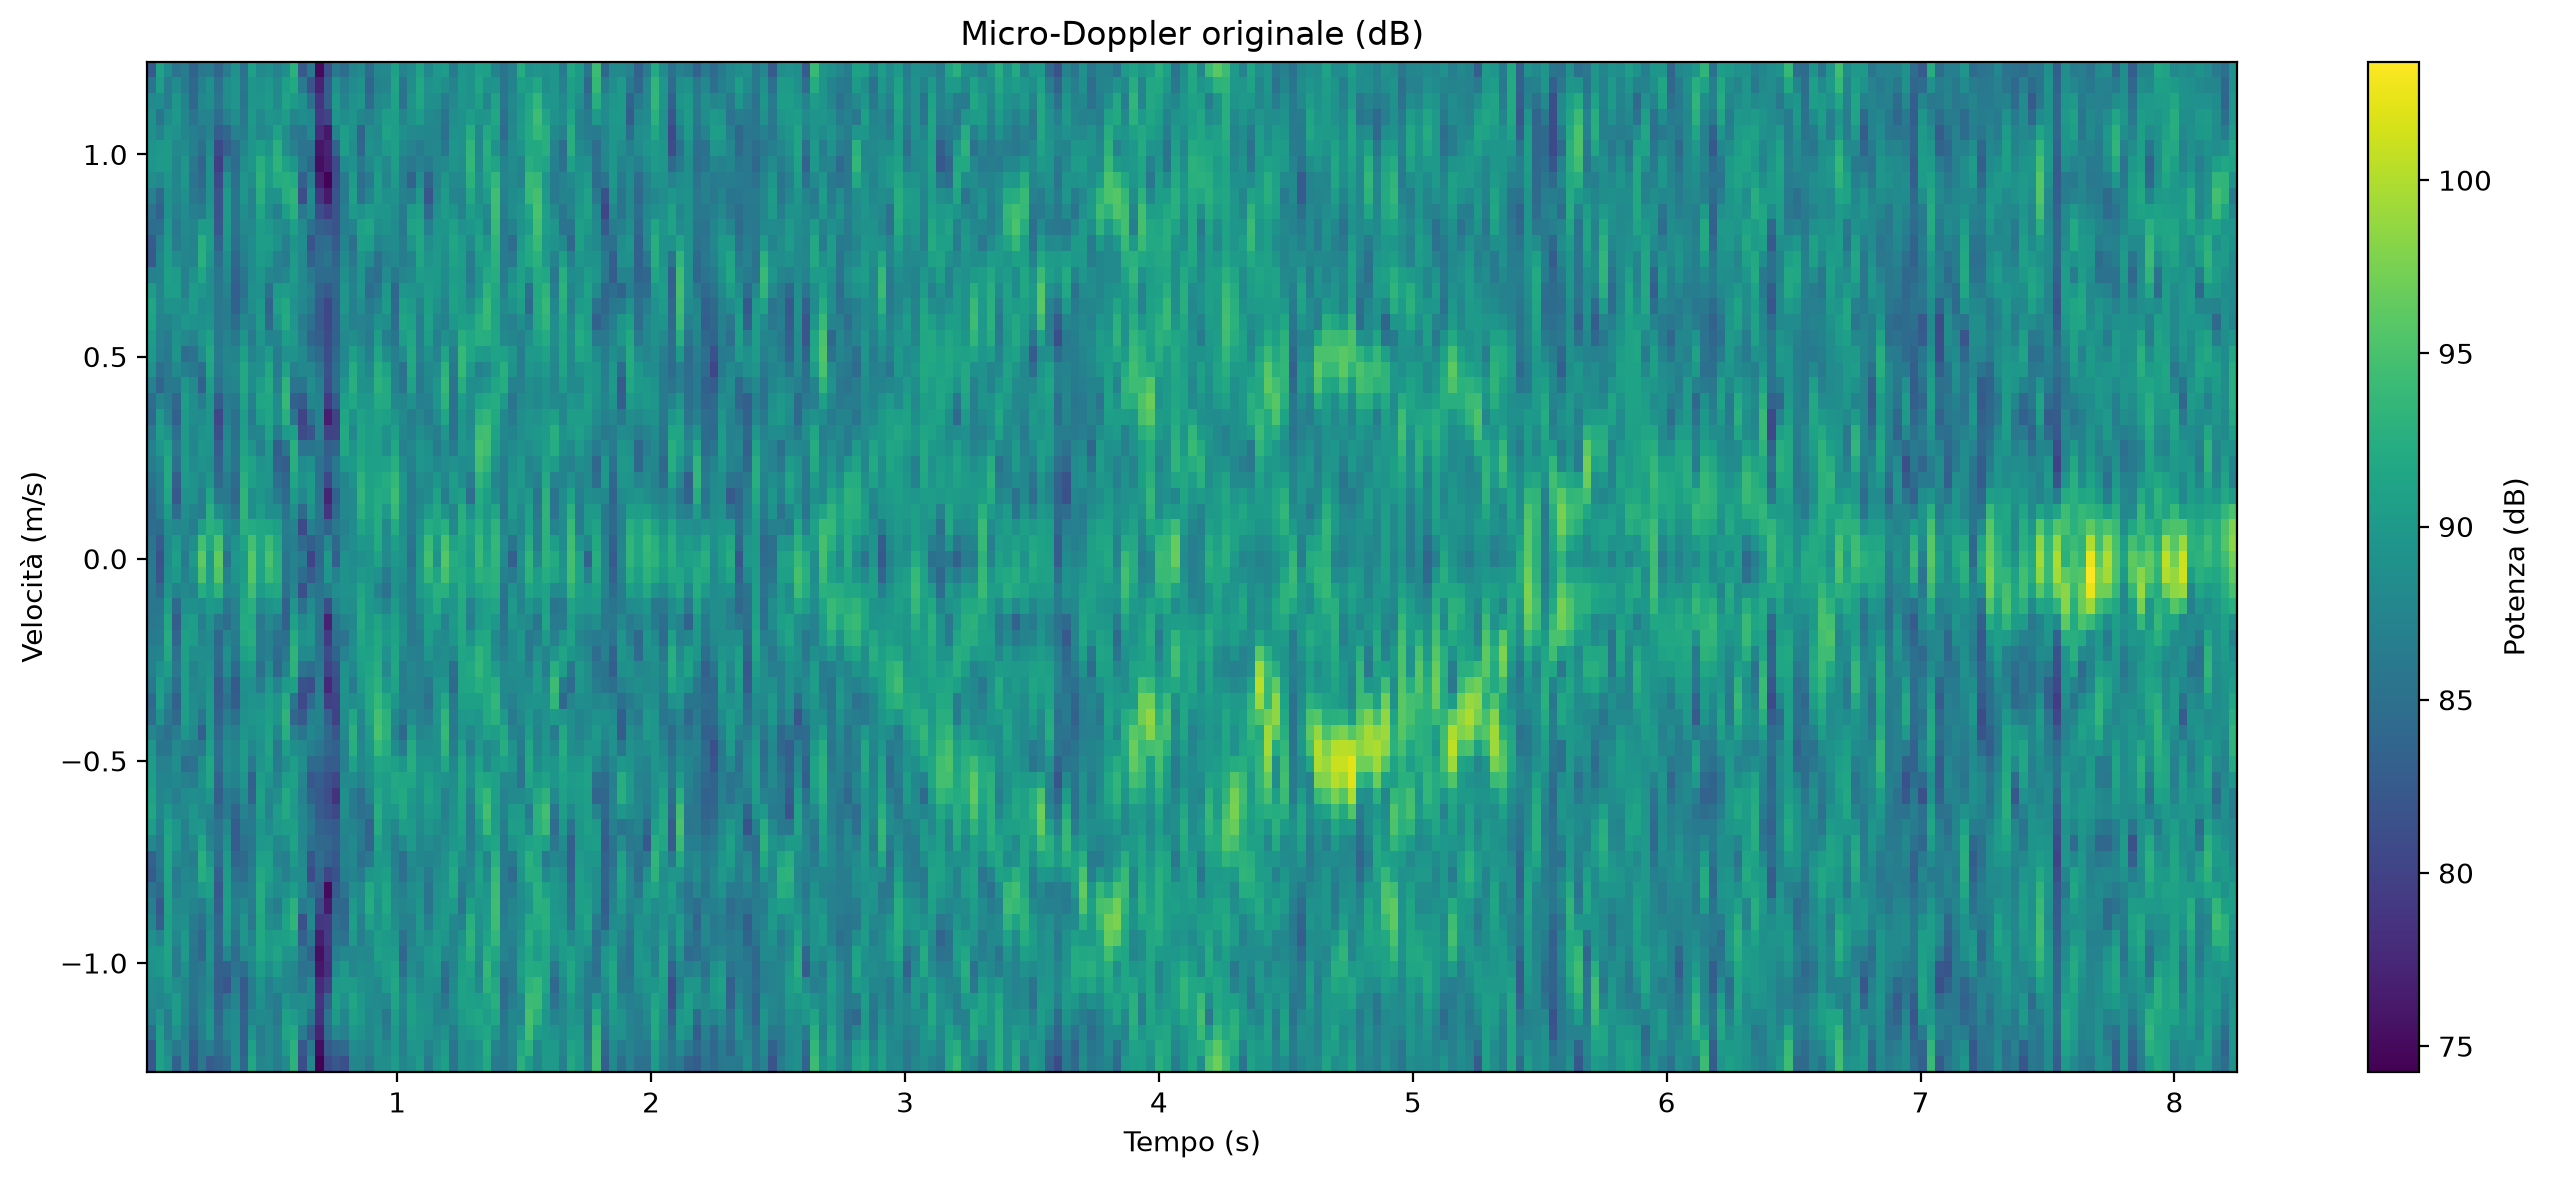 Micro-Doppler originale (dB)
Velocità (m/s)
1.0
0.5
0.0
−0.5
−1.0
1 2 3 4 5 6 7 8
Tempo (s)
100
95
90
85
80
75
Potenza (dB)